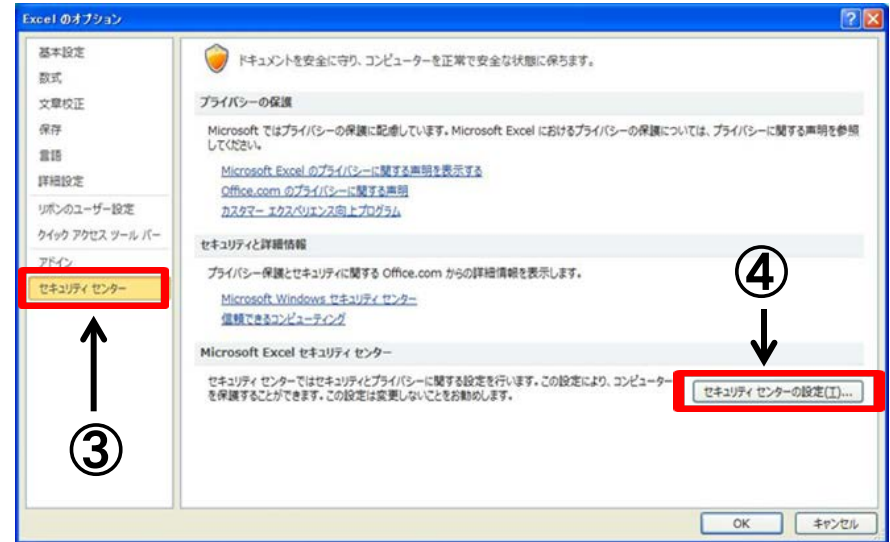 Excel のオプション
基本設定
数式
文章校正
保存
言語
詳細設定
リボンのユーザー設定
クイック アクセス ツール バー
アドイン
セキュリティ センター
③
ドキュメントを安全に守り、コンピューターを正常で安全な状態に保ちます。
プライバシーの保護
Microsoft ではプライバシーの保護に配慮しています。Microsoft Excel におけるプライバシーの保護については、プライバシーに関する声明を参照
してください。
Microsoft Excel のプライバシーに関する声明を表示する
Office.com のプライバシーに関する声明
カスタマー エクスペリエンス向上プログラム
セキュリティと詳細情報
プライバシー保護とセキュリティに関する Office.com からの詳細情報を表示します。
Microsoft Windows セキュリティ センター
信頼できるコンピューティング
④
Microsoft Excel セキュリティ センター
セキュリティ センターではセキュリティとプライバシーに関する設定を行います。この設定により、コンピューター
を保護することができます。この設定は変更しないことをお勧めします。
セキュリティ センターの設定(T)...
OK
キャンセル